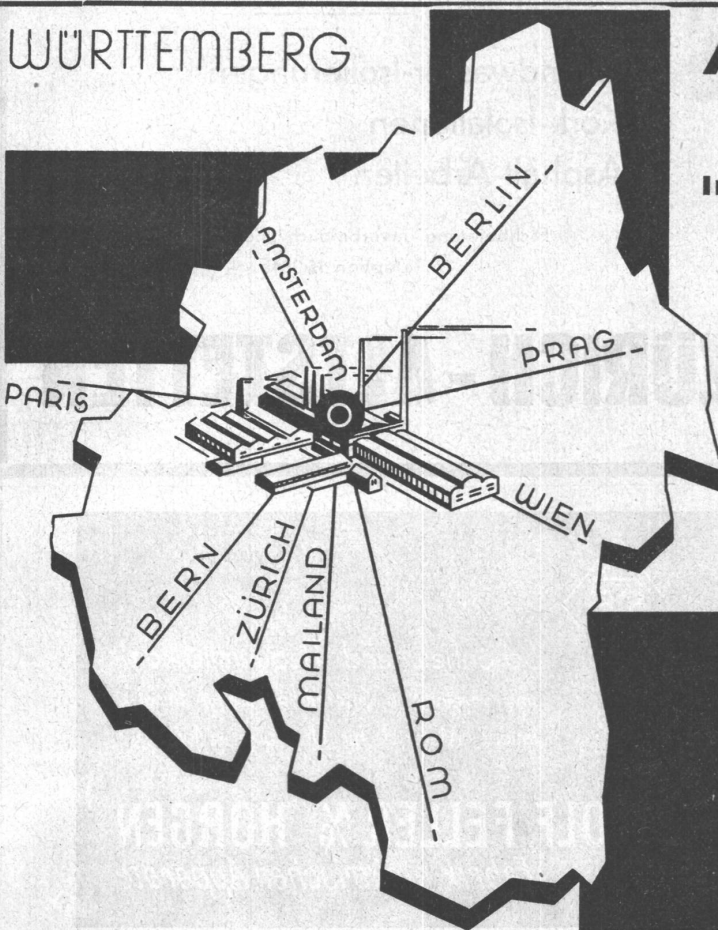 WÜRTTEMBERG
AMSTERDAM
BERLIN
PRAG
PARIS
WIEN
BERN
ZÜRICH
MAILAND
ROM